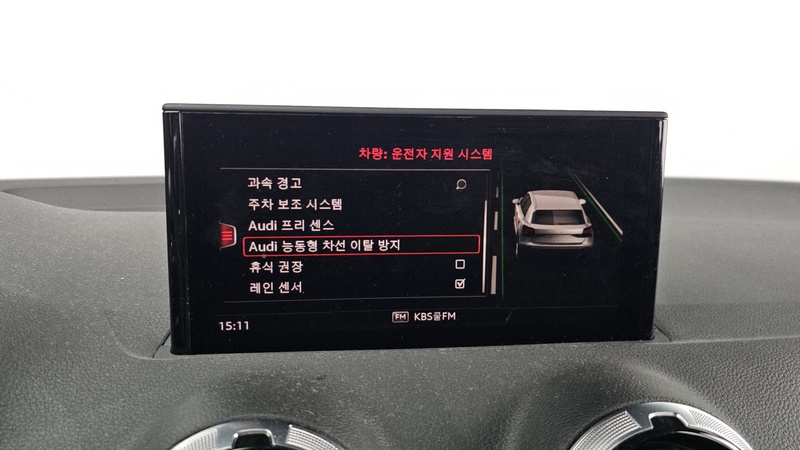 차량: 운전자 지원 시스템
과속 경고
주차 보조 시스템
Audi 프리 센스
Audi 능동형 차선 이탈 방지
휴식 권장
레인 센서
FM KBS쿨FM
15:11